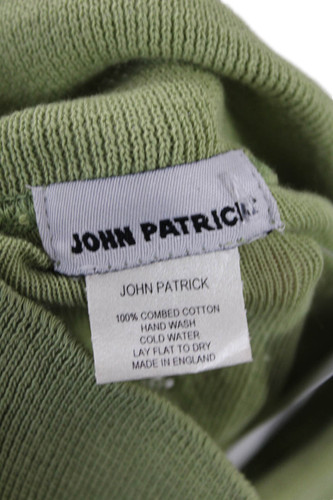 JOHN PATRICK
JOHN PATRICK
100% COMBED COTTON
HAND WASH
COLD WATER
LAY FLAT TO DRY
MADE IN ENGLAND